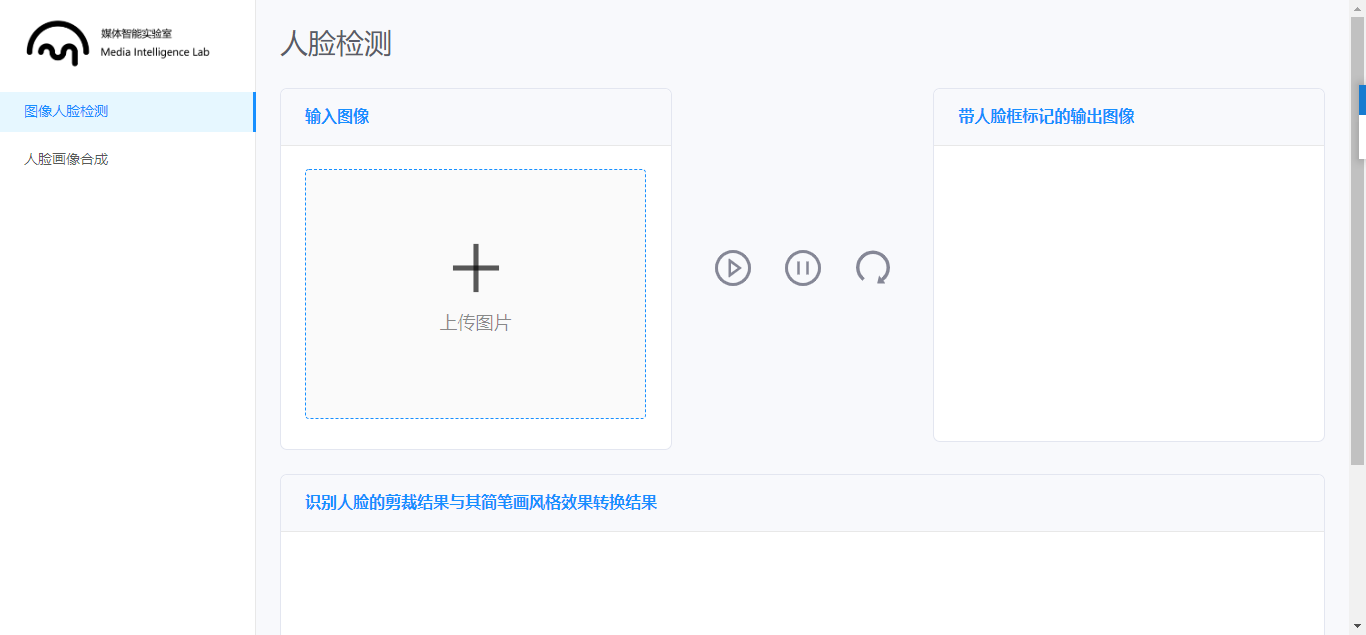 媒体智能实验室
Media Intelligence Lab
图像人脸检测
人脸画像合成
人脸检测
输入图像
上传图片
带人脸框标记的输出图像
识别人脸的剪裁结果与其简笔画风格效果转换结果